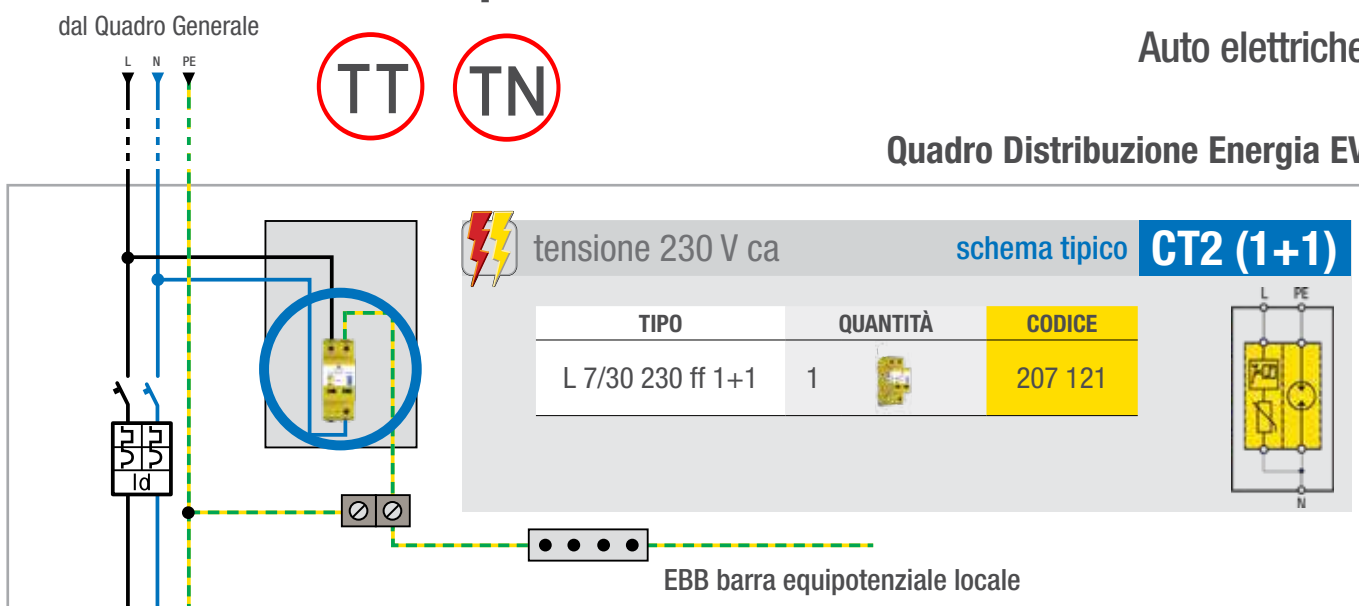 dal Quadro Generale
L N PE
TT TN
Auto elettriche
Quadro Distribuzione Energia EV
tensione 230 V ca
schema tipico CT2 (1+1)
TIPO QUANTITÀ CODICE
L 7/30 230 ff 1+1 1 207 121
L PE
N
Id
EBB barra equipotenziale locale